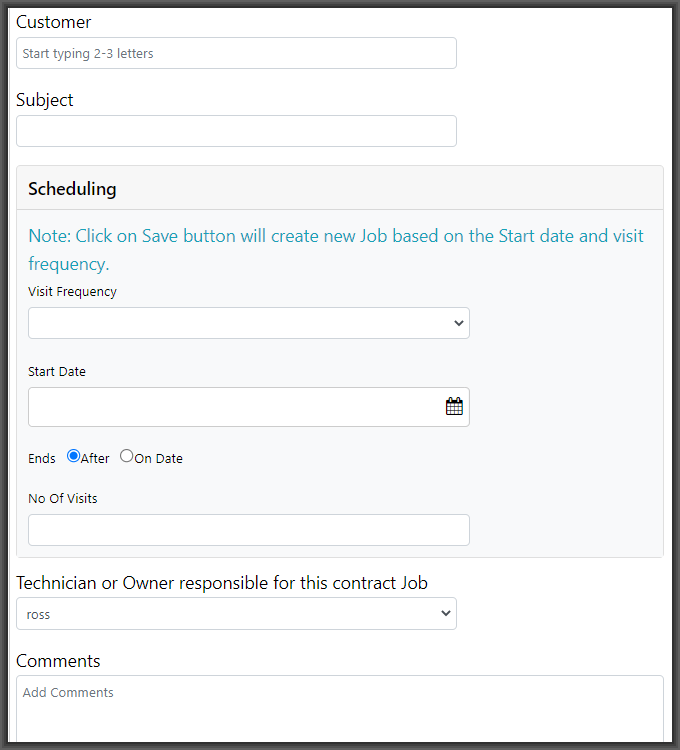 Customer
Start typing 2-3 letters
Subject
Scheduling
Note: Click on Save button will create new Job based on the Start date and visit
frequency.
Visit Frequency
Start Date
Ends After On Date
No Of Visits
Technician or Owner responsible for this contract Job
ross
Comments
Add Comments